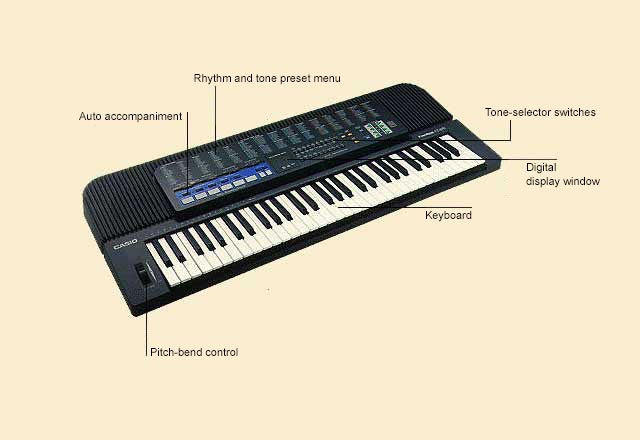 Rhythm and tone preset menu
Auto accompaniment
Tone-selector switches
Digital
display window
Keyboard
CASIO
Pitch-bend control